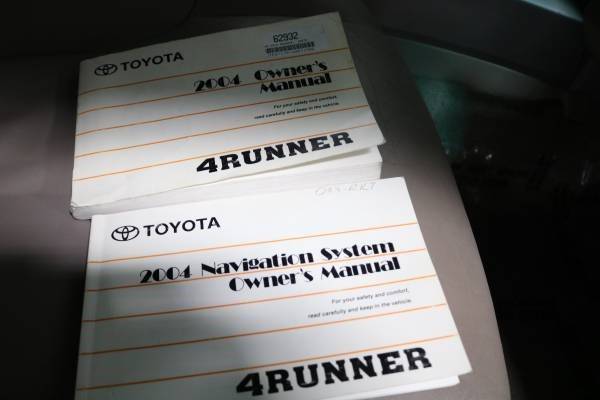 62932
TOYOTA
2004 Owner's
Manual
For your safety and comfort,
read carefully and keep in the vehicle.
4RUNNER
TOYOTA
2004 Navigation System
Owner's Manual
For your safety and comfort,
read carefully and keep in the vehicle.
4RUNNER